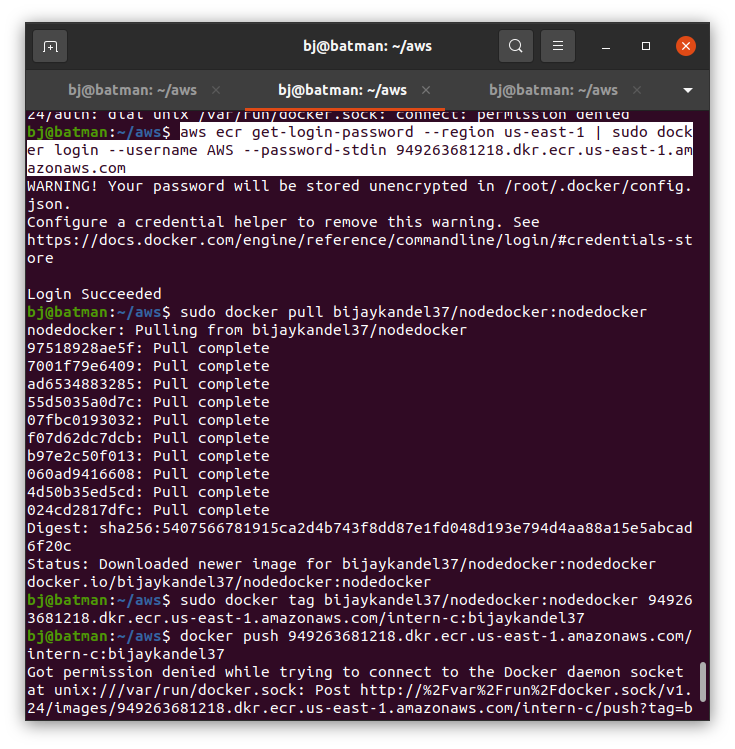 bj@batman: ~/aws
bj@batman: ~/aws × bj@batman: ~/aws × bj@batman: ~/aws ×
24/auth: dial unix /var/run/docker.sock: connect: permission denied
bj@batman:~/aws$ aws ecr get-login-password --region us-east-1 | sudo dock
er login --username AWS --password-stdin 949263681218.dkr.ecr.us-east-1.am
azonaws.com
WARNING! Your password will be stored unencrypted in /root/.docker/config.
json.
Configure a credential helper to remove this warning. See
https://docs.docker.com/engine/reference/commandline/login/#credentials-st
ore
Login Succeeded
bj@batman:~/aws$ sudo docker pull bijaykandel37/nodedocker:nodedocker
nodedocker: Pulling from bijaykandel37/nodedocker
97518928ae5f: Pull complete
7001f79e6409: Pull complete
ad6534883285: Pull complete
55d5035a0d7c: Pull complete
07fbc0193032: Pull complete
f07d62dc7dcb: Pull complete
b97e2c50f013: Pull complete
060ad9416608: Pull complete
4d50b35ed5cd: Pull complete
024cd2817dfc: Pull complete
Digest: sha256:5407566781915ca2d4b743f8dd87e1fd048d193e794d4aa88a15e5abcad
6f20c
Status: Downloaded newer image for bijaykandel37/nodedocker:nodedocker
docker.io/bijaykandel37/nodedocker:nodedocker
bj@batman:~/aws$ sudo docker tag bijaykandel37/nodedocker:nodedocker 94926
3681218.dkr.ecr.us-east-1.amazonaws.com/intern-c:bijaykandel37
bj@batman:~/aws$ docker push 949263681218.dkr.ecr.us-east-1.amazonaws.com/
intern-c:bijaykandel37
Got permission denied while trying to connect to the Docker daemon socket
at unix:///var/run/docker.sock: Post http://%2Fvar%2Frun%2Fdocker.sock/v1.
24/images/949263681218.dkr.ecr.us-east-1.amazonaws.com/intern-c/push?tag=b